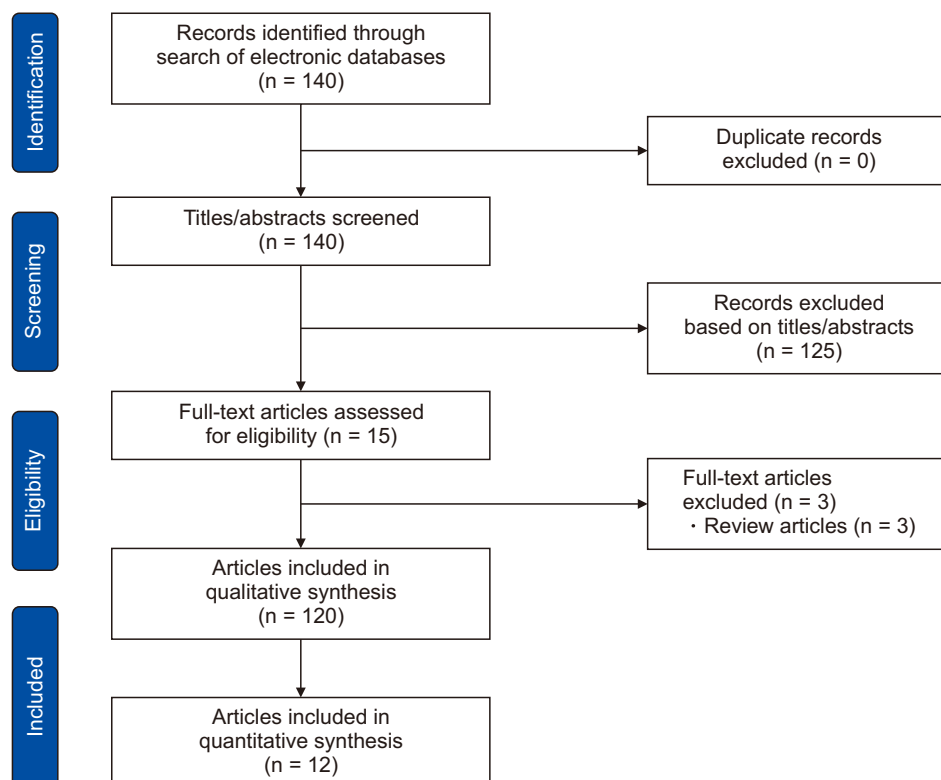 Identification
Records identified through
search of electronic databases
(n = 140)
Duplicate records
excluded (n = 0)
Screening
Titles/abstracts screened
(n = 140)
Records excluded
based on titles/abstracts
(n = 125)
Eligibility
Full-text articles assessed
for eligibility (n = 15)
Full-text articles
excluded (n = 3)
· Review articles (n = 3)
Articles included in
qualitative synthesis
(n = 120)
Included
Articles included in
quantitative synthesis
(n = 12)